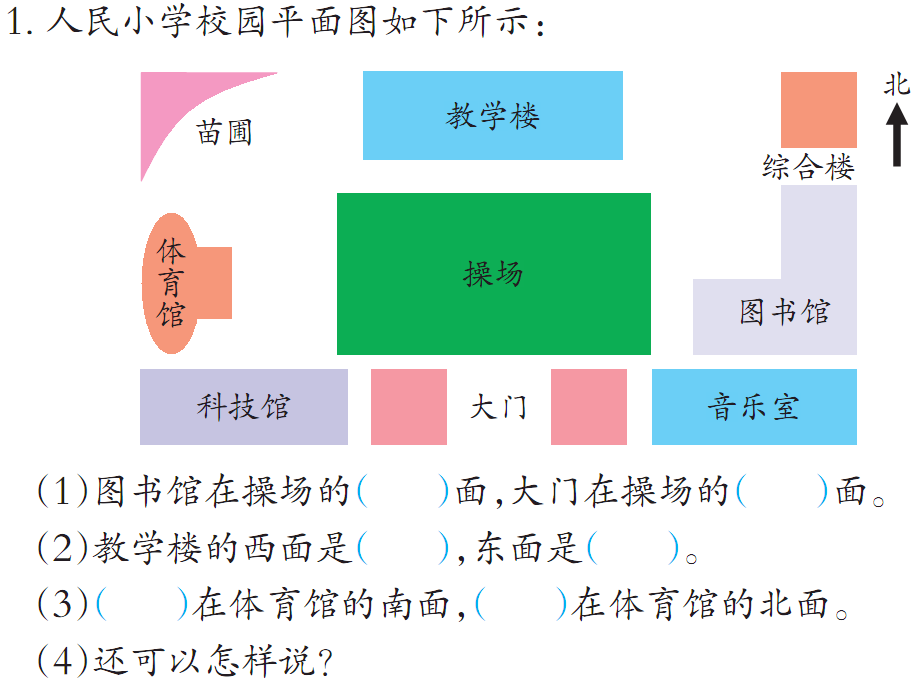 1. 人民小学校园平面图如下所示：
北
苗圃
教学楼
综合楼
体育馆
操场
图书馆
科技馆
大门
音乐室
(1)图书馆在操场的(　　)面,大门在操场的(　　)面。
(2)教学楼的西面是(　　),东面是(　　)。
(3)(　　)在体育馆的南面,(　　)在体育馆的北面。
(4)还可以怎样说?